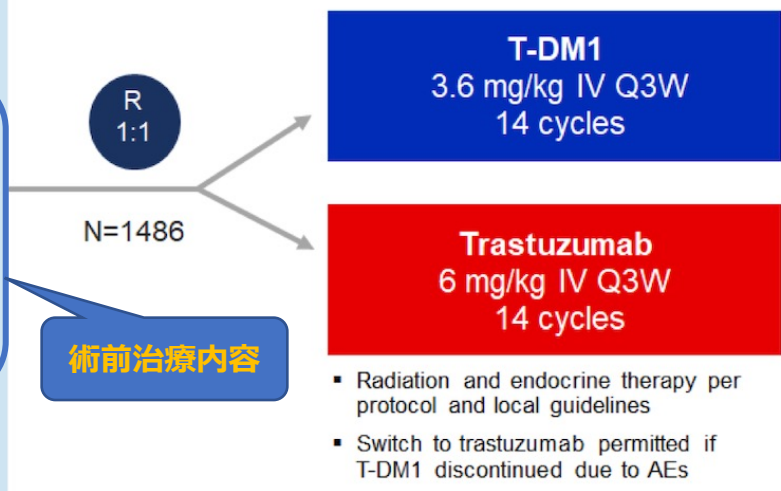 R
1:1
N=1486
術前治療内容
T-DM1
3.6 mg/kg IV Q3W
14 cycles
Trastuzumab
6 mg/kg IV Q3W
14 cycles
▪ Radiation and endocrine therapy per
protocol and local guidelines
▪ Switch to trastuzumab permitted if
T-DM1 discontinued due to AEs